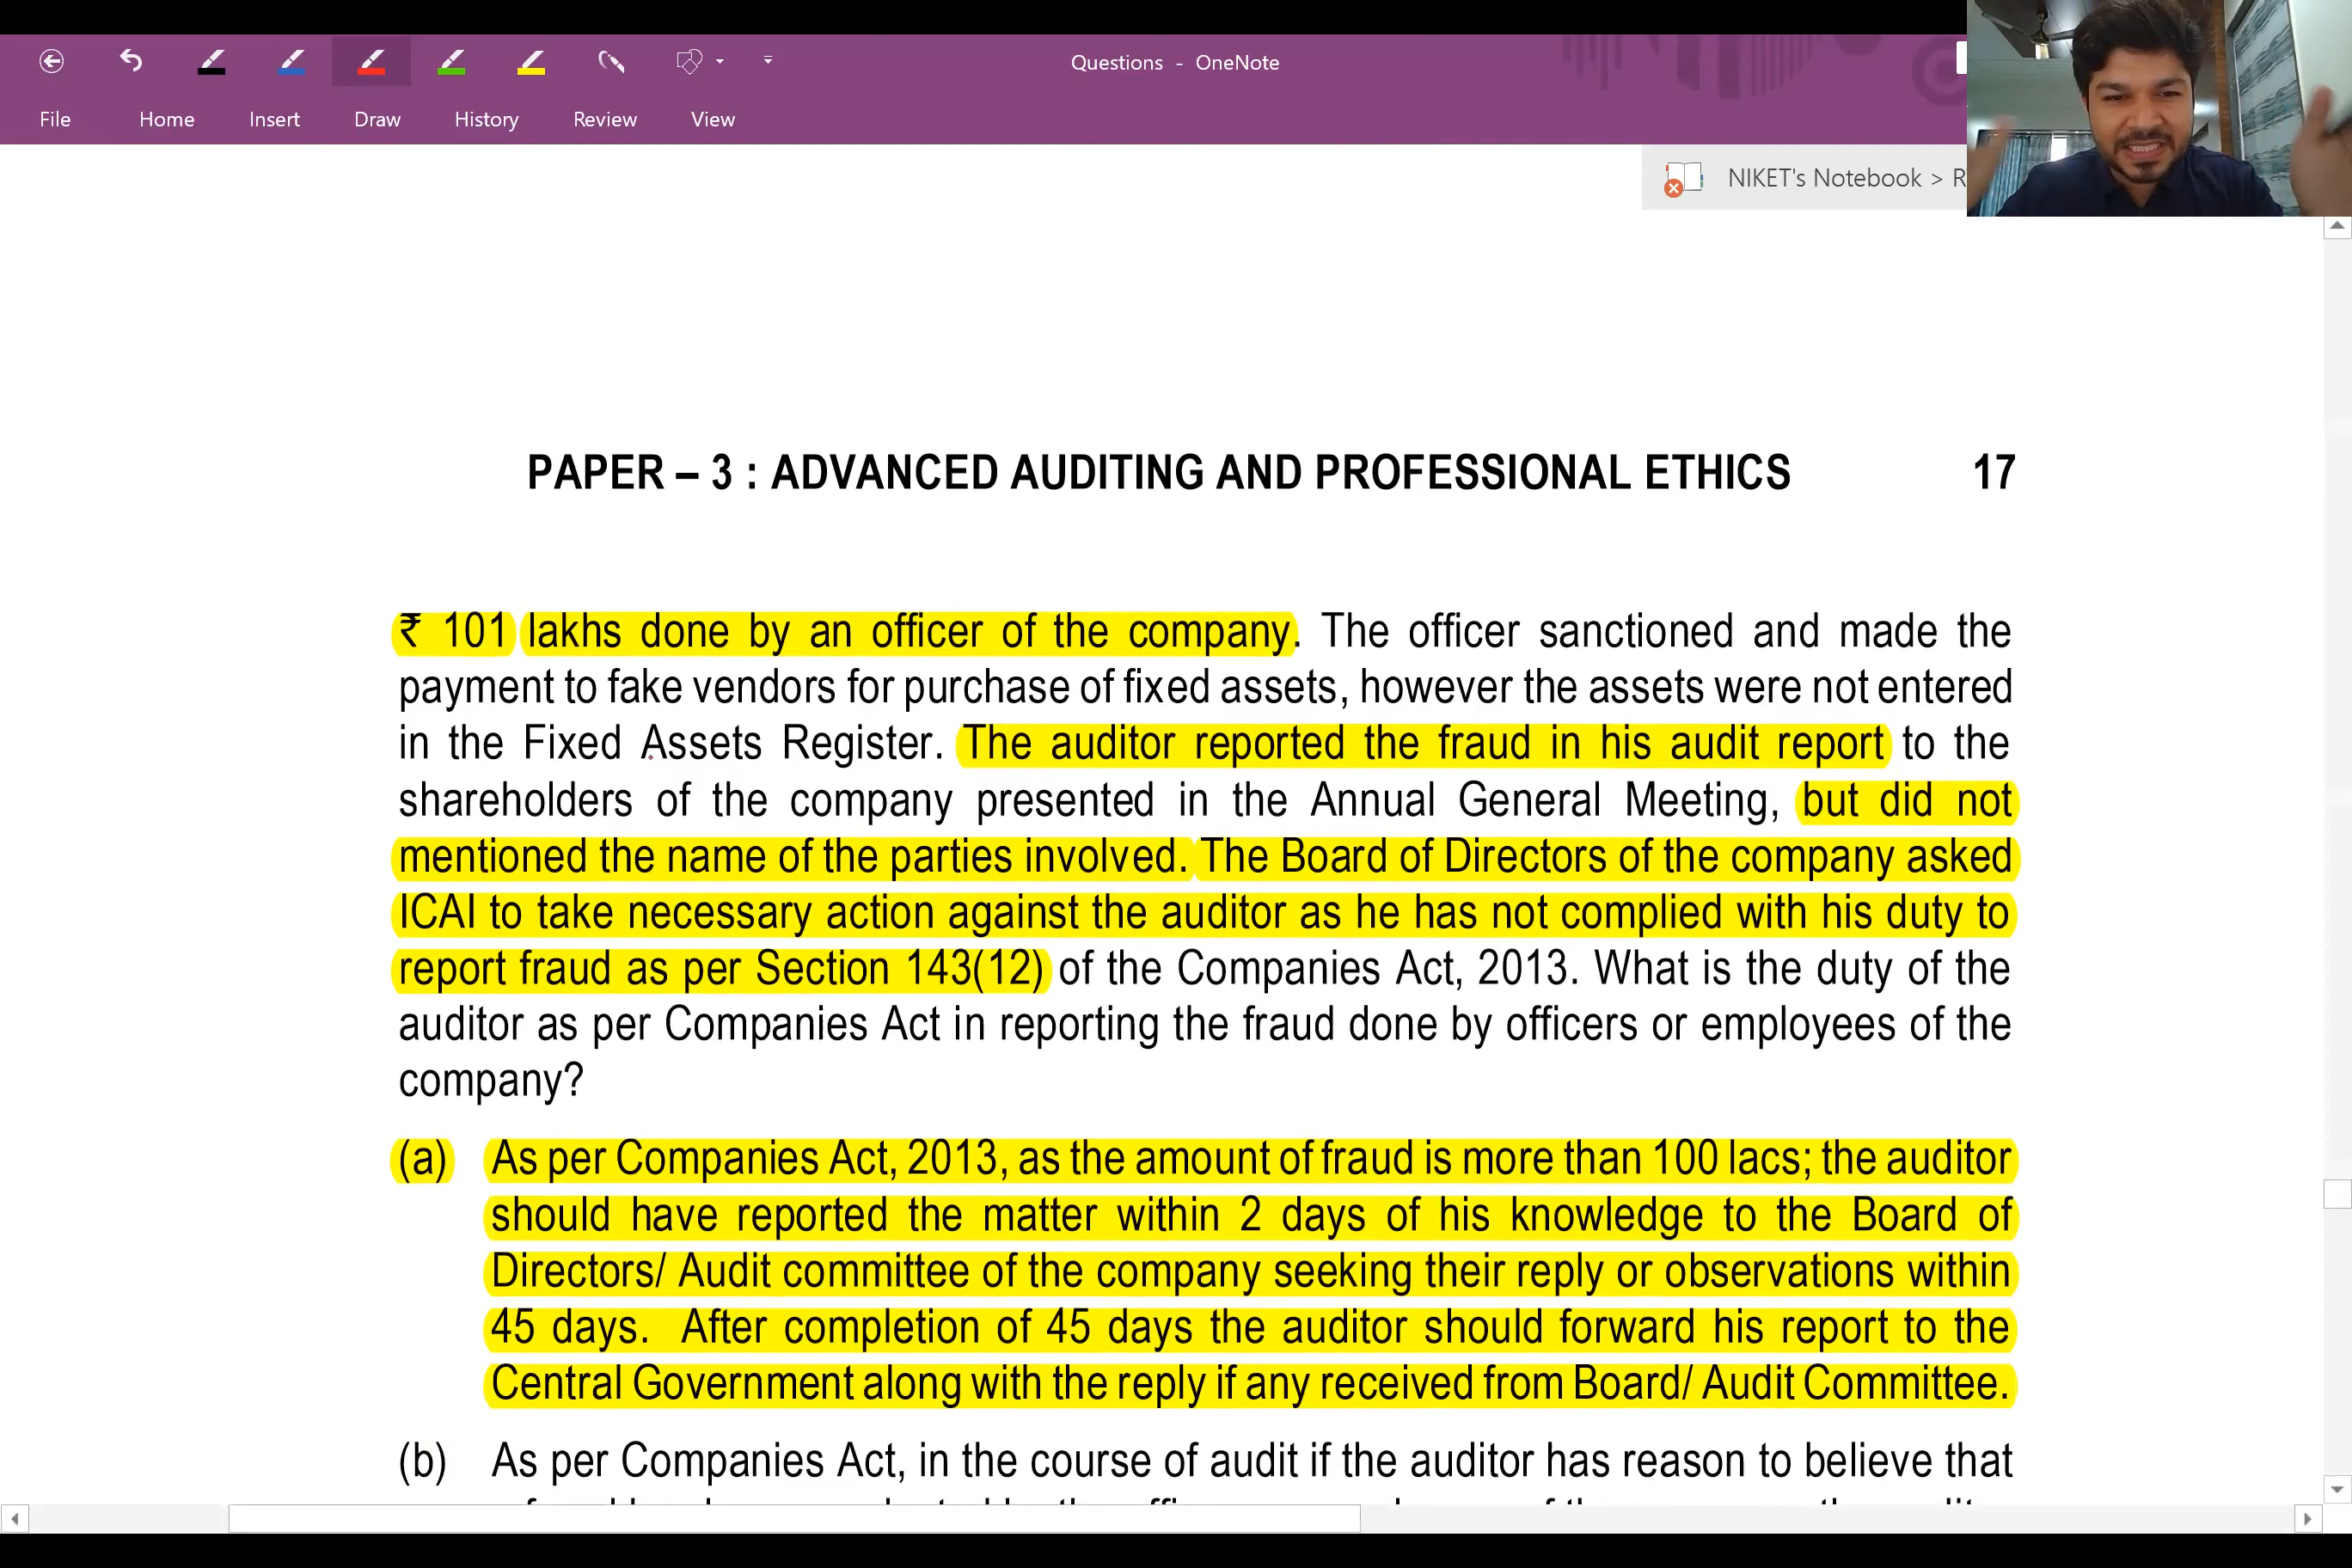 Questions - OneNote
File Home Insert Draw History Review View
NIKET's Notebook > R
PAPER – 3 : ADVANCED AUDITING AND PROFESSIONAL ETHICS 17
₹ 101 lakhs done by an officer of the company. The officer sanctioned and made the
payment to fake vendors for purchase of fixed assets, however the assets were not entered
in the Fixed Assets Register. The auditor reported the fraud in his audit report to the
shareholders of the company presented in the Annual General Meeting, but did not
mentioned the name of the parties involved. The Board of Directors of the company asked
ICAI to take necessary action against the auditor as he has not complied with his duty to
report fraud as per Section 143(12) of the Companies Act, 2013. What is the duty of the
auditor as per Companies Act in reporting the fraud done by officers or employees of the
company?
(a) As per Companies Act, 2013, as the amount of fraud is more than 100 lacs; the auditor
should have reported the matter within 2 days of his knowledge to the Board of
Directors/ Audit committee of the company seeking their reply or observations within
45 days. After completion of 45 days the auditor should forward his report to the
Central Government along with the reply if any received from Board/ Audit Committee.
(b) As per Companies Act, in the course of audit if the auditor has reason to believe that